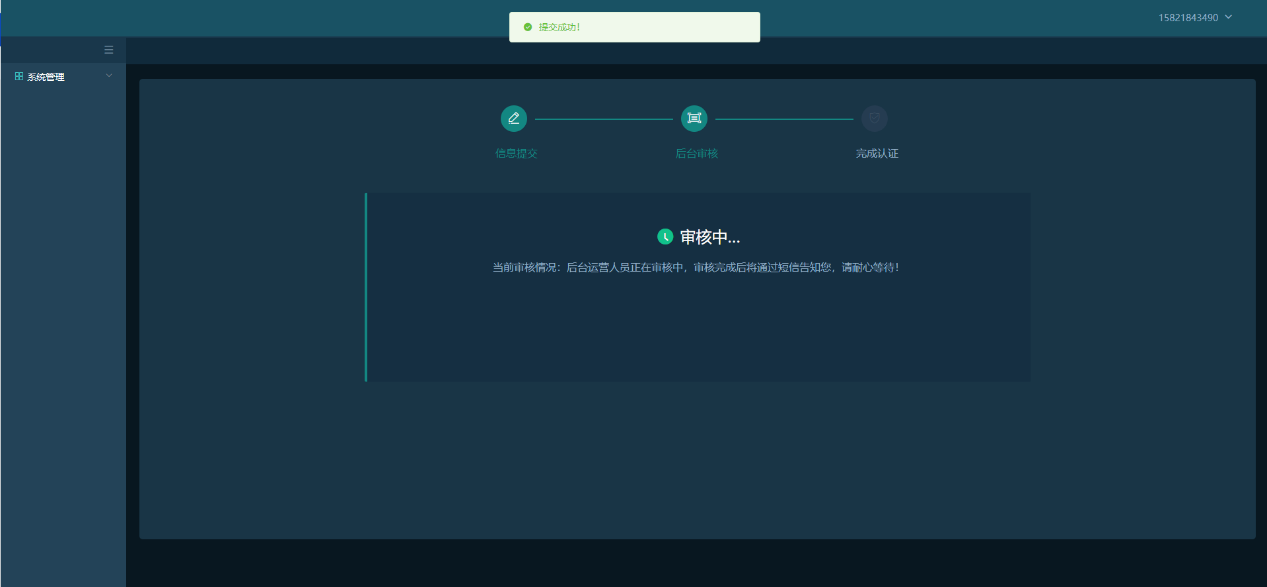 提交成功!
15821843490
系统管理
信息提交
后台审核
完成认证
审核中...
当前审核情况：后台运营人员正在审核中，审核完成后将通过短信告知您，请耐心等待！